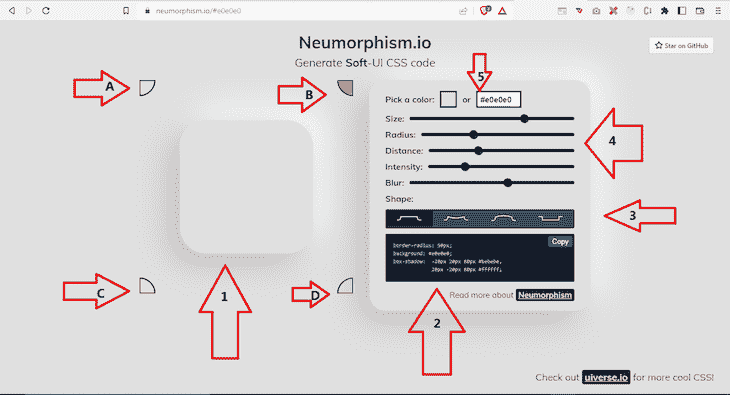 neumorphism.io/#e0e0e0
Neumorphism.io
Star on GitHub
Generate Soft-UI CSS code
A
B
5
Pick a color: or #e0e0e0
Size:
Radius:
4
Distance:
Intensity:
Blur:
Shape:
3
Copy
border-radius: 50px;
background: #e0e0e0;
box-shadow: -20px 20px 60px #bebebe,
20px -20px 60px #ffffff;
C
D
1
2
Read more about Neumorphism
Check out uiverse.io for more cool CSS!